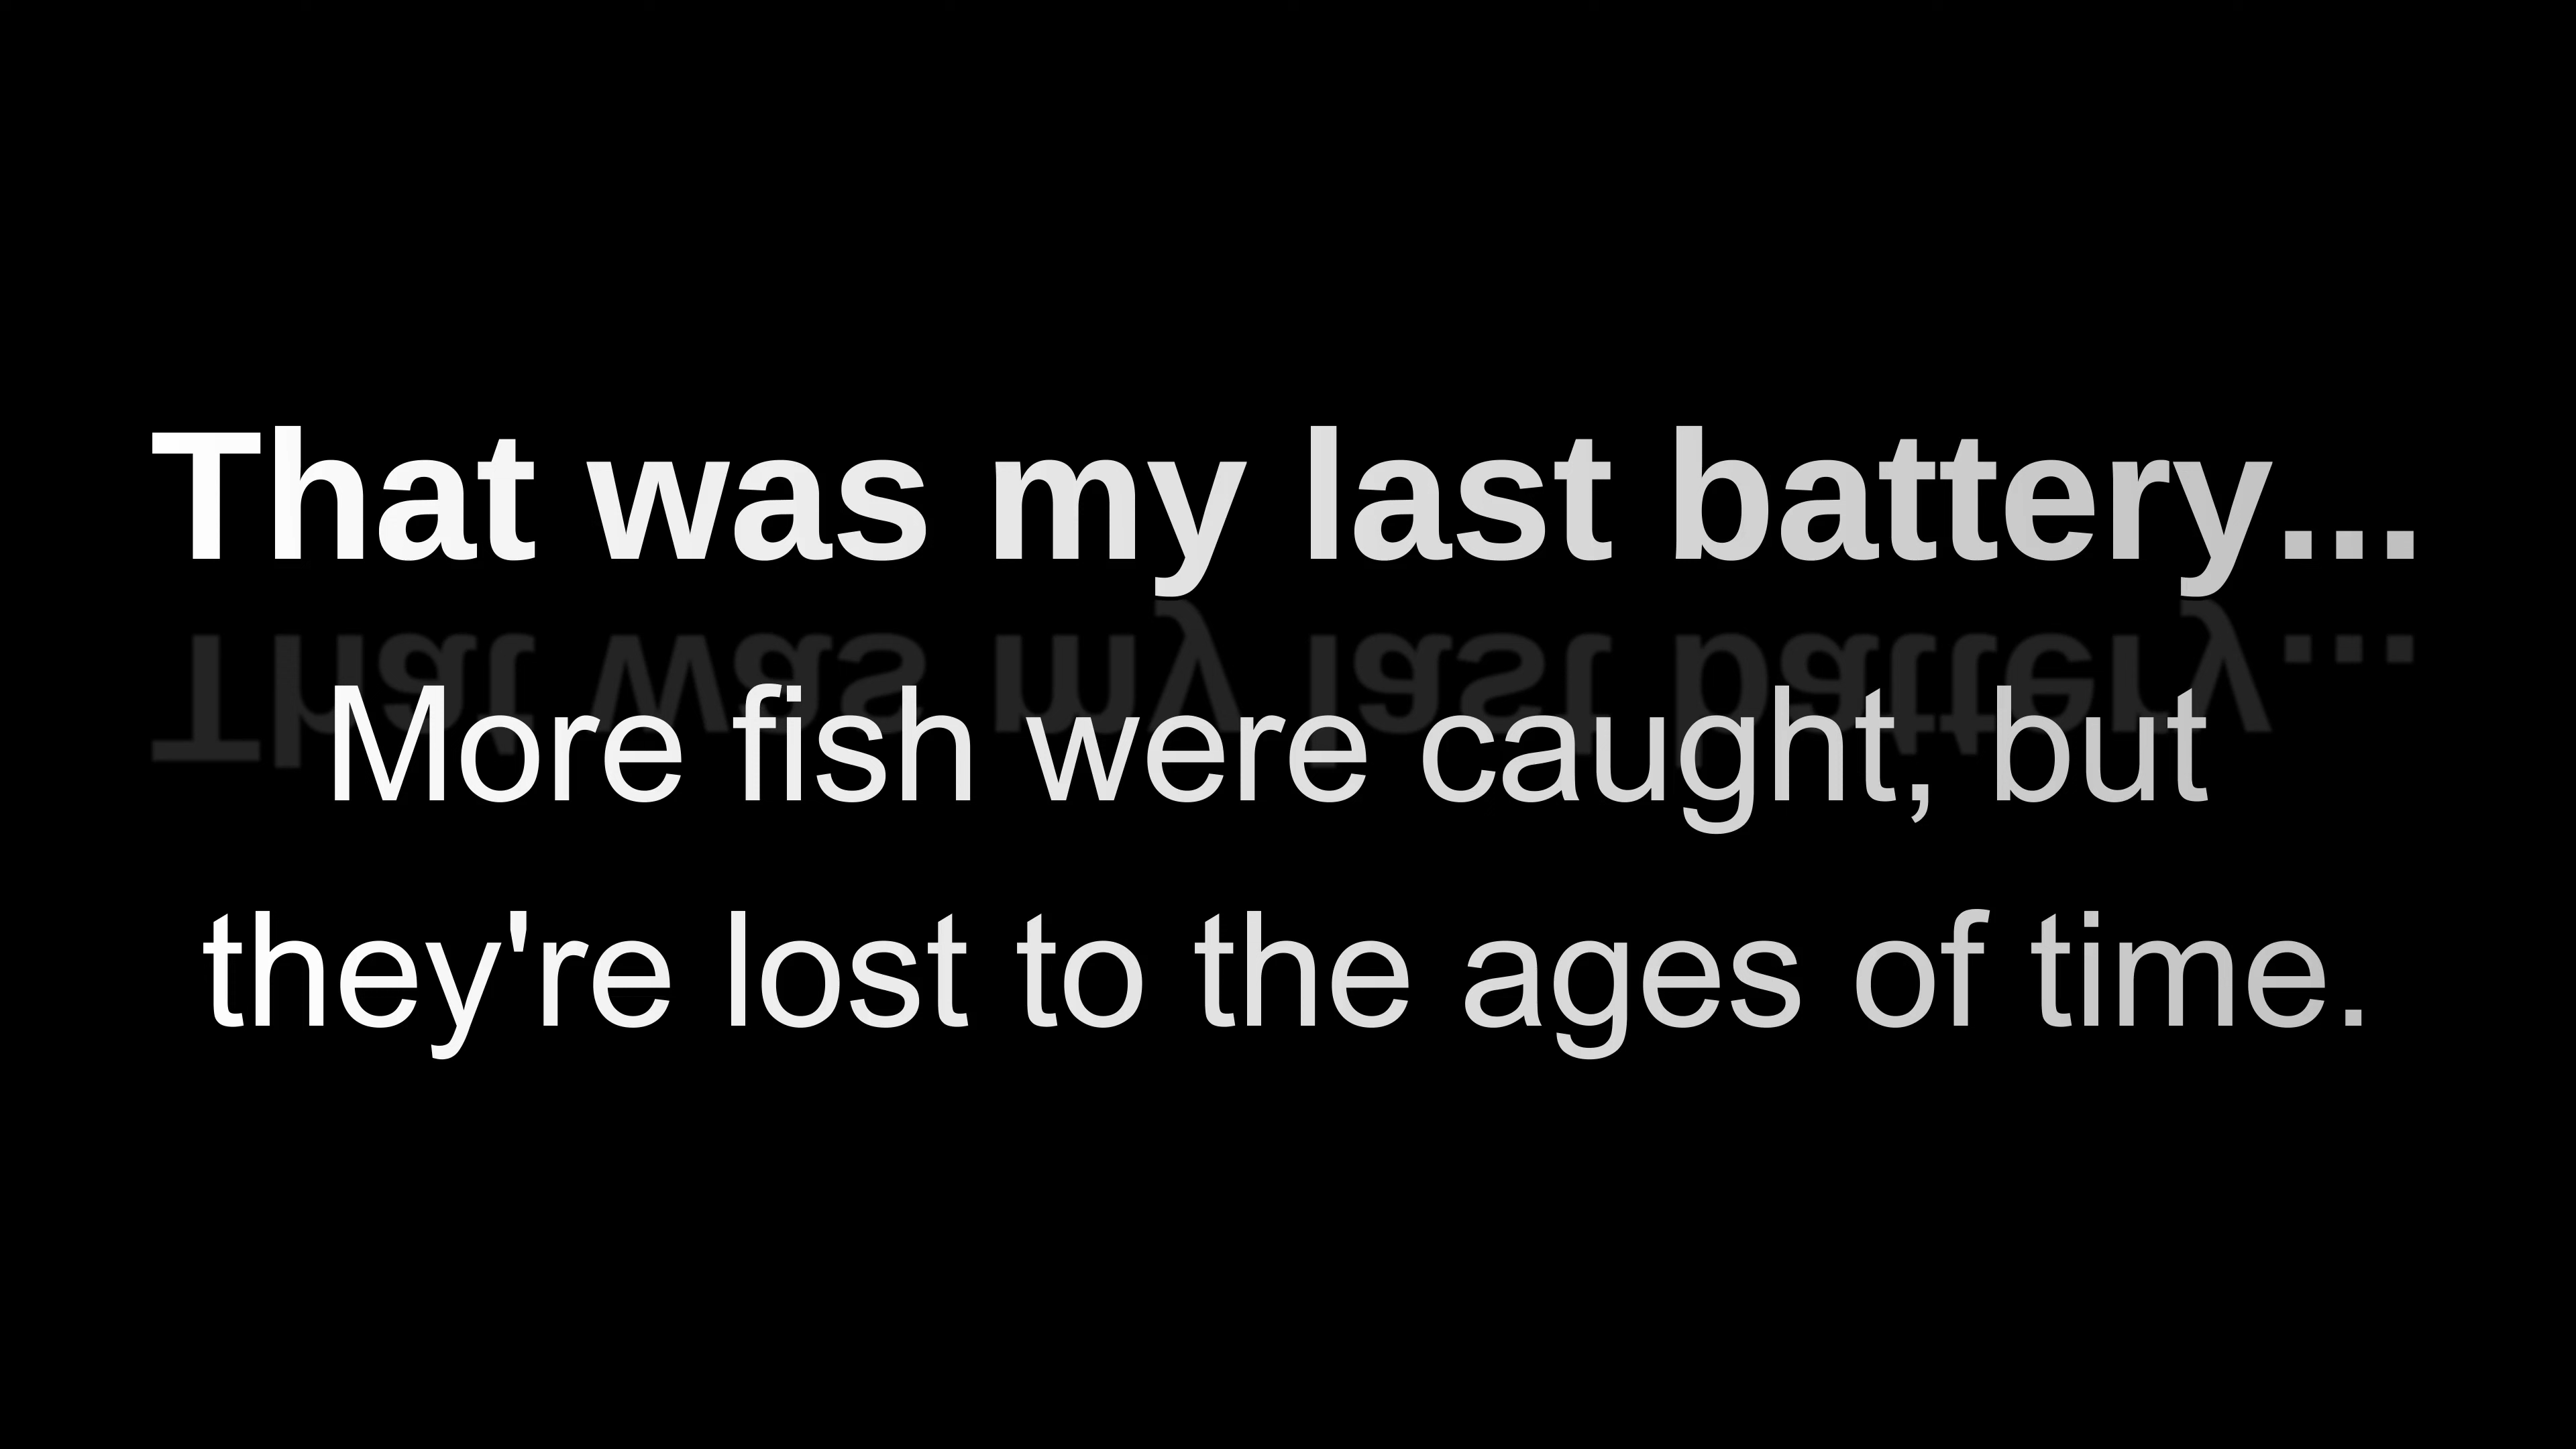 That was my last battery...
More fish were caught, but
they're lost to the ages of time.